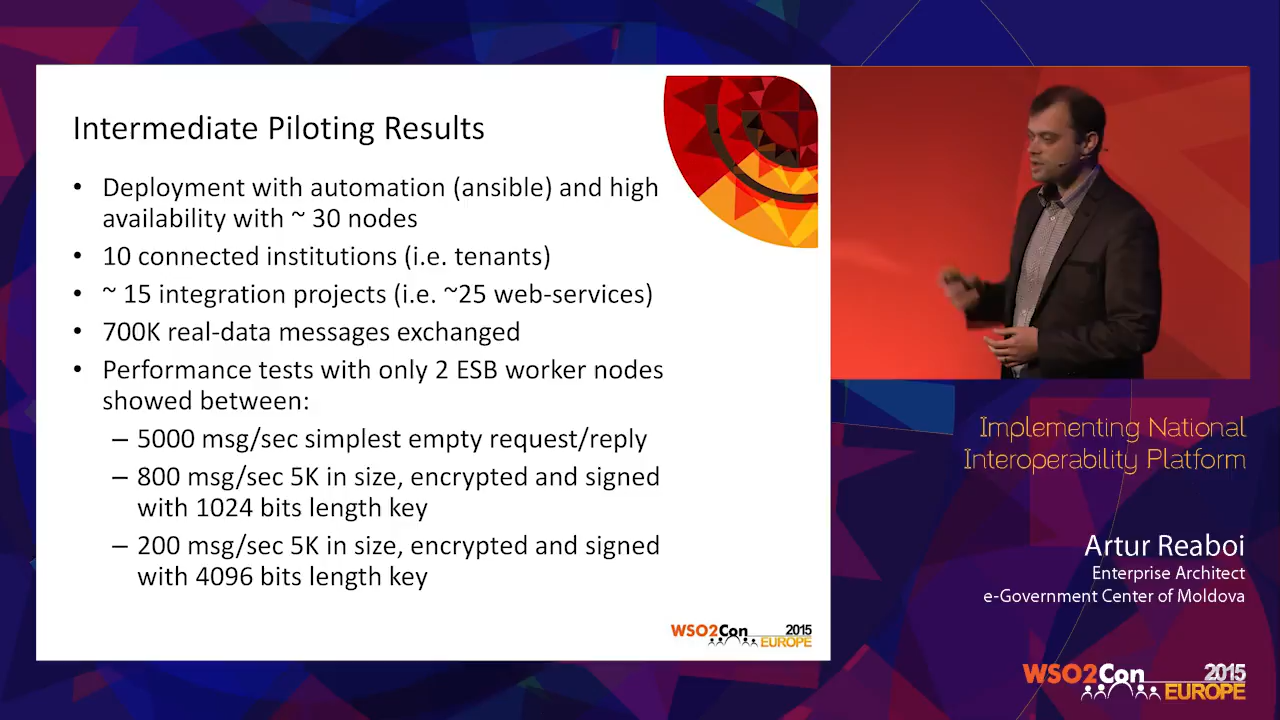 Intermediate Piloting Results
• Deployment with automation (ansible) and high
availability with ~ 30 nodes
• 10 connected institutions (i.e. tenants)
• ~ 15 integration projects (i.e. ~25 web-services)
• 700K real-data messages exchanged
• Performance tests with only 2 ESB worker nodes
showed between:
– 5000 msg/sec simplest empty request/reply
– 800 msg/sec 5K in size, encrypted and signed
with 1024 bits length key
– 200 msg/sec 5K in size, encrypted and signed
with 4096 bits length key
WSO2Con 2015
EUROPE
Implementing National
Interoperability Platform
Artur Reaboi
Enterprise Architect
e-Government Center of Moldova
WSO2Con 2015
EUROPE